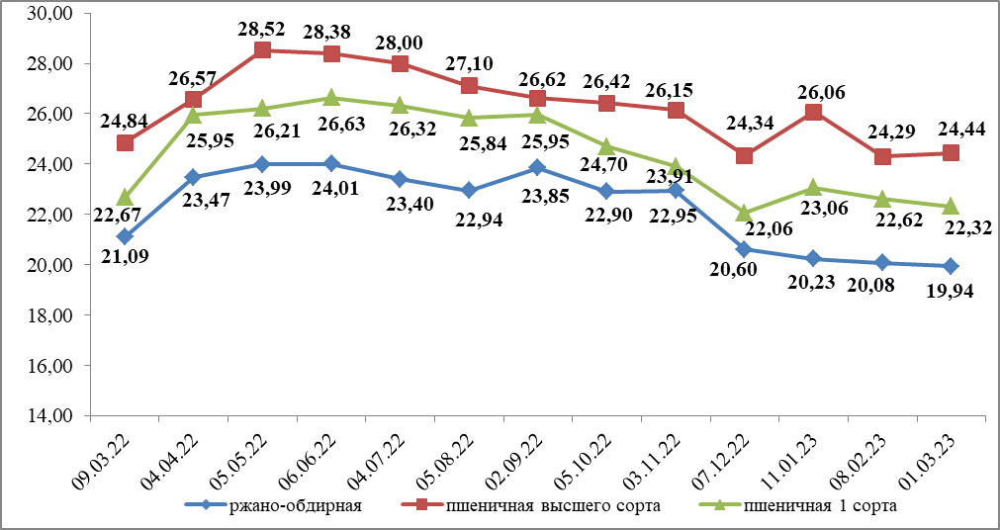 30,00
28,00
26,00
24,00
22,00
20,00
18,00
16,00
14,00
24,84 26,57 28,52 28,38 28,00 27,10 26,62 26,42 26,15 24,34 26,06 24,29 24,44
22,67 25,95 26,21 26,63 26,32 25,84 25,95 24,70 23,91 22,06 23,06 22,62 22,32
21,09 23,47 23,99 24,01 23,40 22,94 23,85 22,90 22,95 20,60 20,23 20,08 19,94
09.03.22 04.04.22 05.05.22 06.06.22 04.07.22 05.08.22 02.09.22 05.10.22 03.11.22 07.12.22 11.01.23 08.02.23 01.03.23
ржано-обдирная пшеничная высшего сорта пшеничная 1 сорта